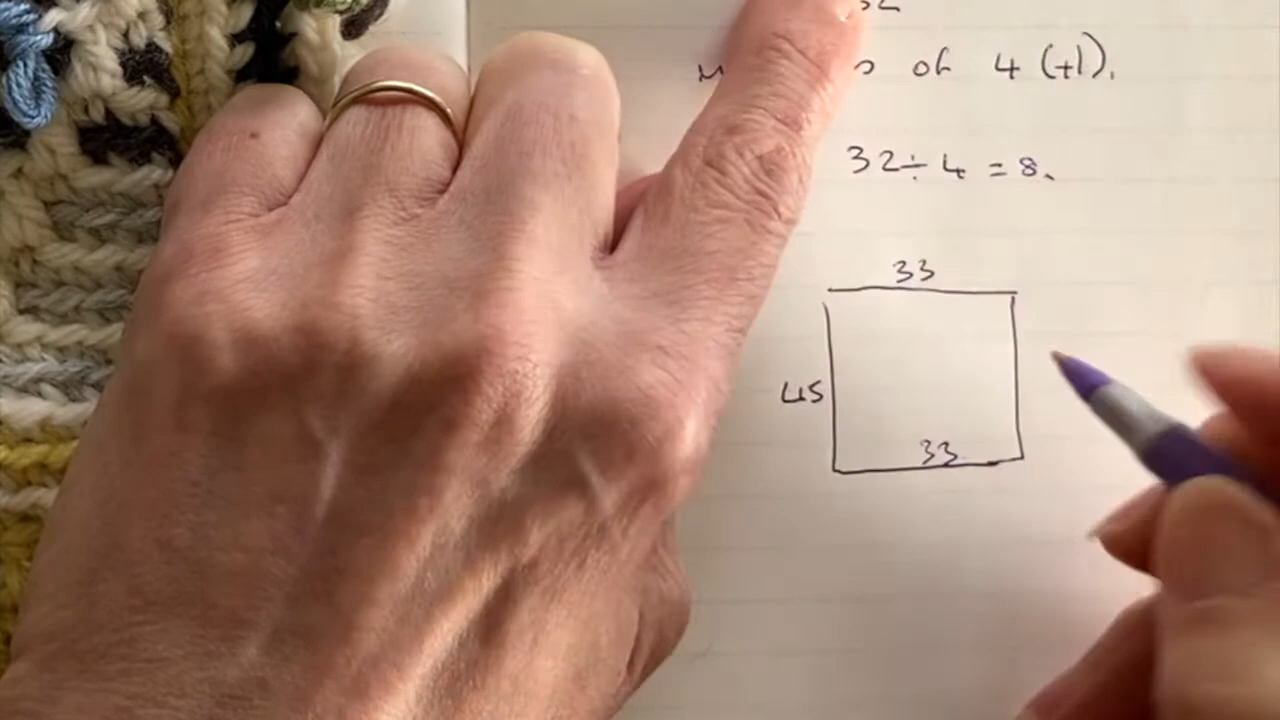 of 4 (+1).
32 ÷ 4 = 8.
33
45
33